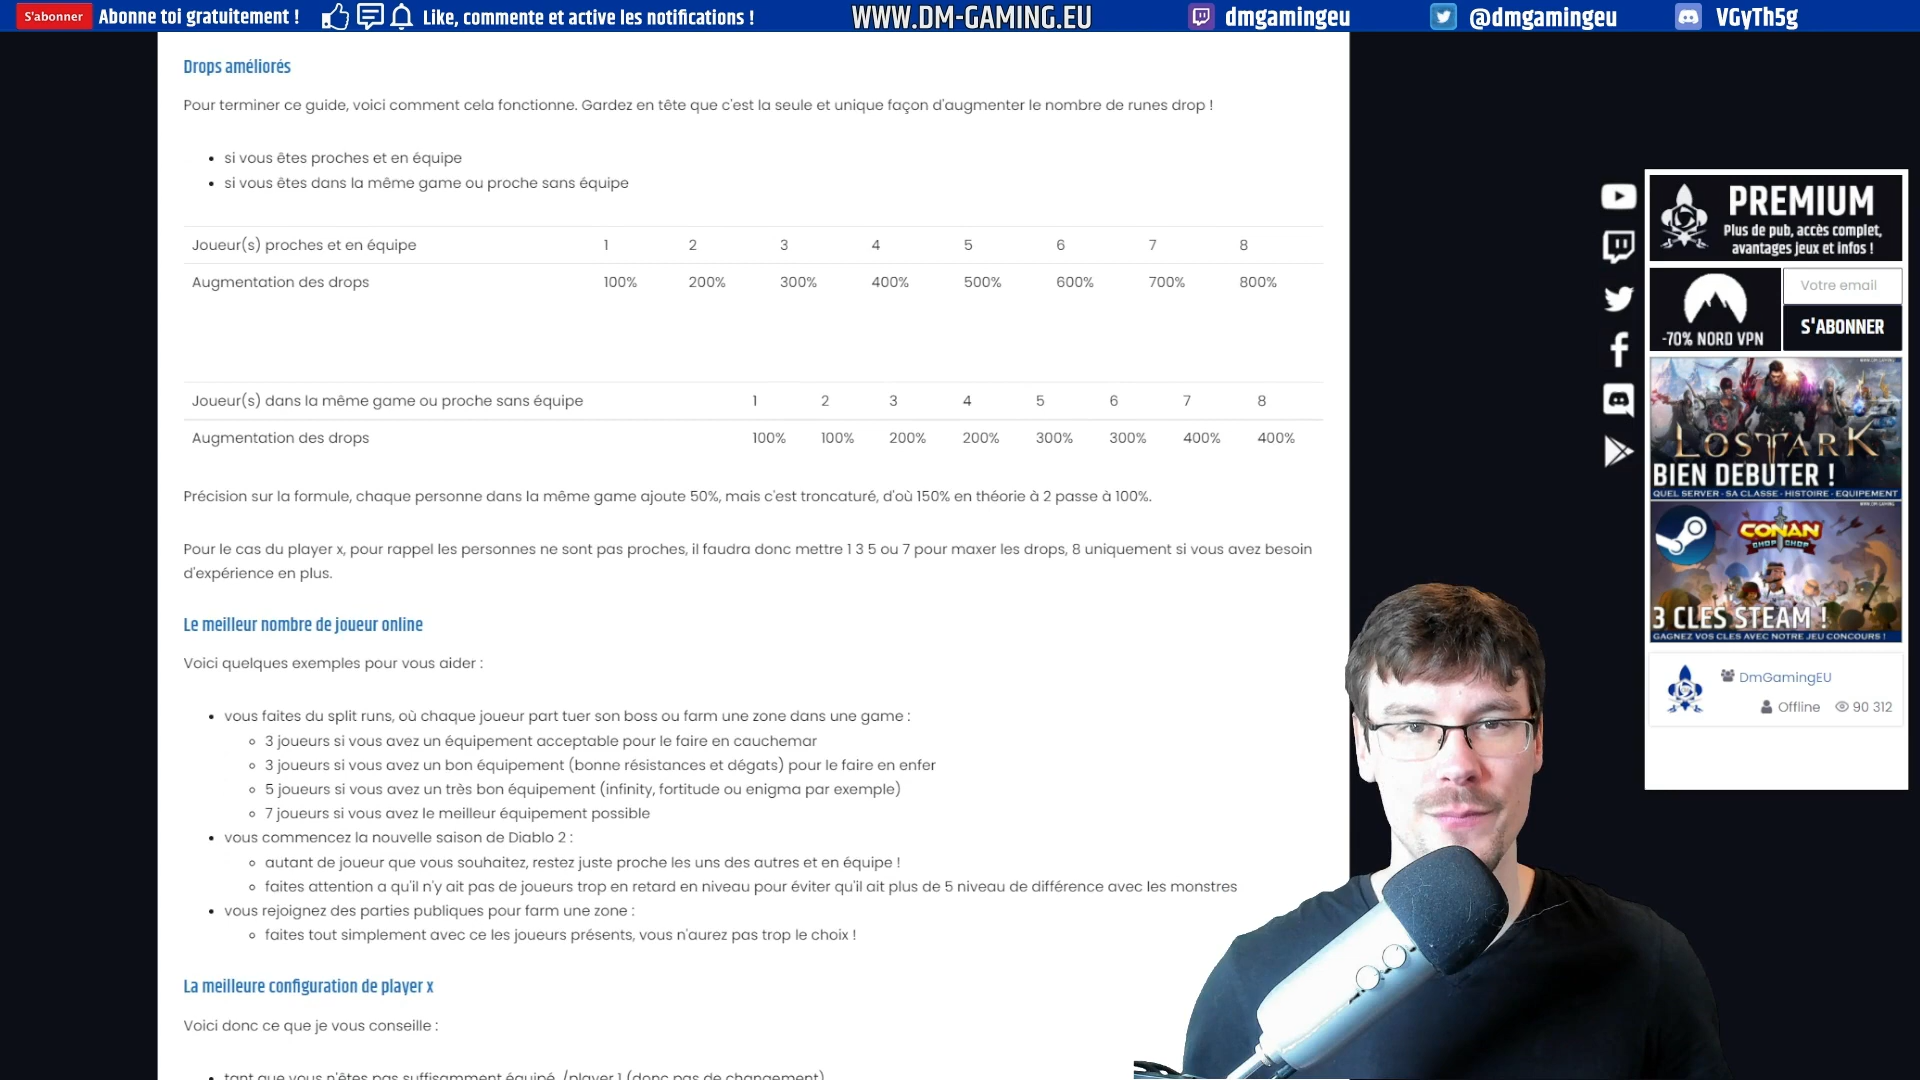 S'abonner Abonne toi gratuitement ! Like, commente et active les notifications ! WWW.DM-GAMING.EU dmgamingeu @dmgamingeu VGyTh5g
Drops améliorés
Pour terminer ce guide, voici comment cela fonctionne. Gardez en tête que c'est la seule et unique façon d'augmenter le nombre de runes drop !
• si vous êtes proches et en équipe
• si vous êtes dans la même game ou proche sans équipe
Joueur(s) proches et en équipe 1 2 3 4 5 6 7 8
Augmentation des drops 100% 200% 300% 400% 500% 600% 700% 800%
Joueur(s) dans la même game ou proche sans équipe 1 2 3 4 5 6 7 8
Augmentation des drops 100% 100% 200% 200% 300% 300% 400% 400%
Précision sur la formule, chaque personne dans la même game ajoute 50%, mais c'est troncaturé, d'où 150% en théorie à 2 passe à 100%.
Pour le cas du player x, pour rappel les personnes ne sont pas proches, il faudra donc mettre 1 3 5 ou 7 pour maxer les drops, 8 uniquement si vous avez besoin
d'expérience en plus.
Le meilleur nombre de joueur online
Voici quelques exemples pour vous aider :
• vous faites du split runs, où chaque joueur part tuer son boss ou farm une zone dans une game :
◦ 3 joueurs si vous avez un équipement acceptable pour le faire en cauchemar
◦ 3 joueurs si vous avez un bon équipement (bonne résistances et dégats) pour le faire en enfer
◦ 5 joueurs si vous avez un très bon équipement (infinity, fortitude ou enigma par exemple)
◦ 7 joueurs si vous avez le meilleur équipement possible
• vous commencez la nouvelle saison de Diablo 2 :
◦ autant de joueur que vous souhaitez, restez juste proche les uns des autres et en équipe !
◦ faites attention a qu'il n'y ait pas de joueurs trop en retard en niveau pour éviter qu'il ait plus de 5 niveau de différence avec les monstres
• vous rejoignez des parties publiques pour farm une zone :
◦ faites tout simplement avec ce les joueurs présents, vous n'aurez pas trop le choix !
La meilleure configuration de player x
Voici donc ce que je vous conseille :
• tant que vous n'êtes pas suffisamment équipé, /player 1 (donc pas de changement)
PREMIUM
Plus de pub, accès complet,
avantages jeux et infos !
Votre email
-70% NORD VPN
S'ABONNER
LOST ARK
BIEN DEBUTER !
QUEL SERVER - SA CLASSE - HISTOIRE - EQUIPEMENT
CONAN
CHOP CHOP
3 CLES STEAM !
GAGNEZ VOS CLES AVEC NOTRE JEU CONCOURS !
DmGamingEU
Offline 90 312